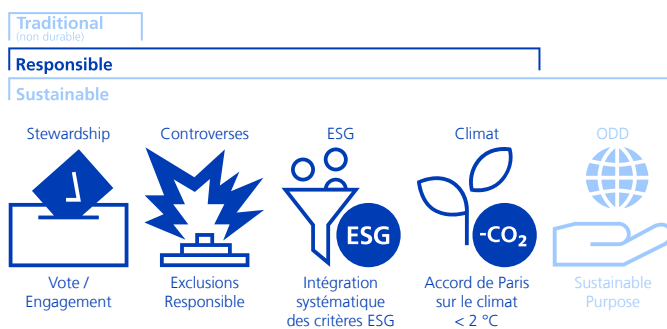 Traditional
(non durable)
Responsible
Sustainable
Stewardship
Controverses
ESG
Climat
ODD
ESG
-CO₂
Vote /
Engagement
Exclusions
Responsible
Intégration
systématique
des critères ESG
Accord de Paris
sur le climat
< 2 °C
Sustainable
Purpose